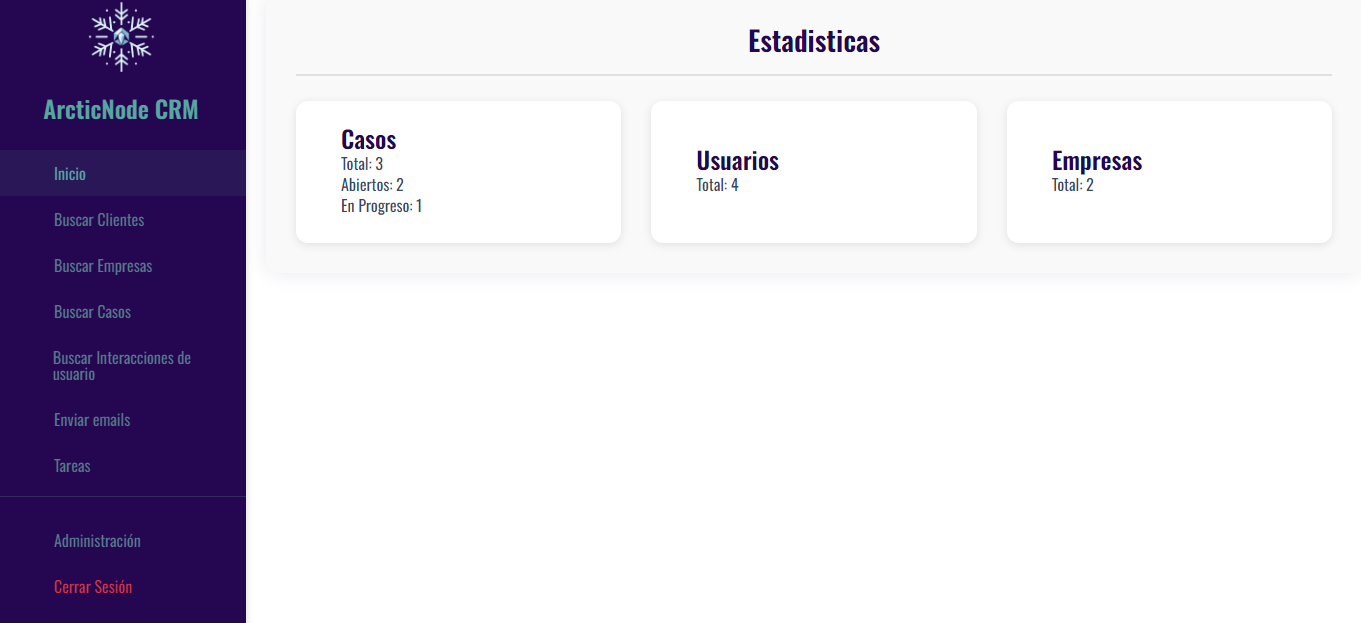 ArcticNode CRM
Inicio
Buscar Clientes
Buscar Empresas
Buscar Casos
Buscar Interacciones de
usuario
Enviar emails
Tareas
Administración
Cerrar Sesión
Estadisticas
Casos
Total: 3
Abiertos: 2
En Progreso: 1
Usuarios
Total: 4
Empresas
Total: 2